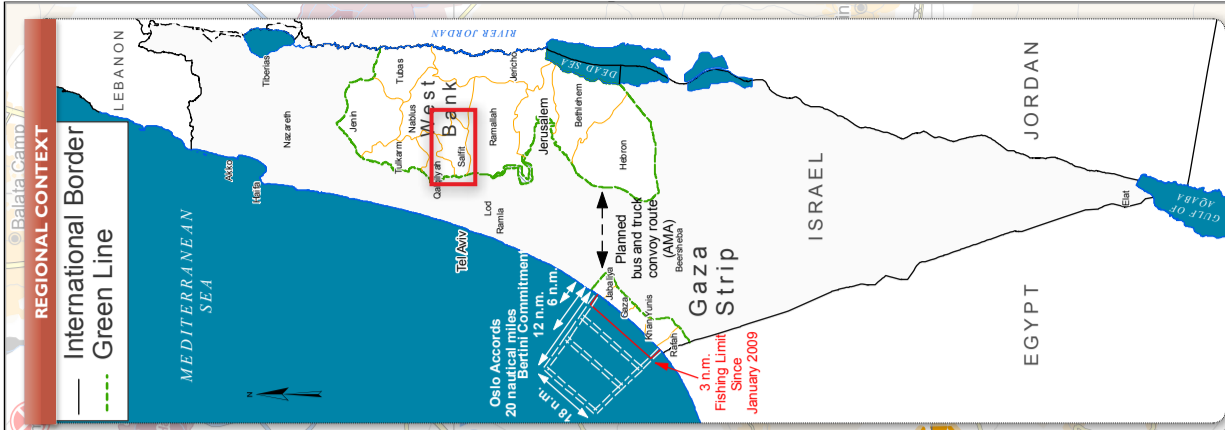 Balata Camp
in
REGIONAL CONTEXT
International Border
Green Line
LEBANON
MEDITERRANEAN
SEA
N
RIVER JORDAN
Tiberias
Akko
Haifa
Nazareth
Jenin
Tubas
Tulkarm
Nablus
West
Bank
Qalqiliyah
Salfit
Tel Aviv
Lod
Ramla
Ramallah
Jericho
Jerusalem
DEAD SEA
Bethlehem
Hebron
Oslo Accords
20 nautical miles
Bertini Commitment
12 n.m.
6 n.m.
18 n.m.
Planned
bus and truck
convoy route
(AMA)
Beersheba
Jabaliya
Gaza
Khan Yunis
Rafah
Gaza
Strip
3 n.m.
Fishing Limit
Since
January 2009
ISRAEL
JORDAN
EGYPT
Elat
GULF OF
AQABA